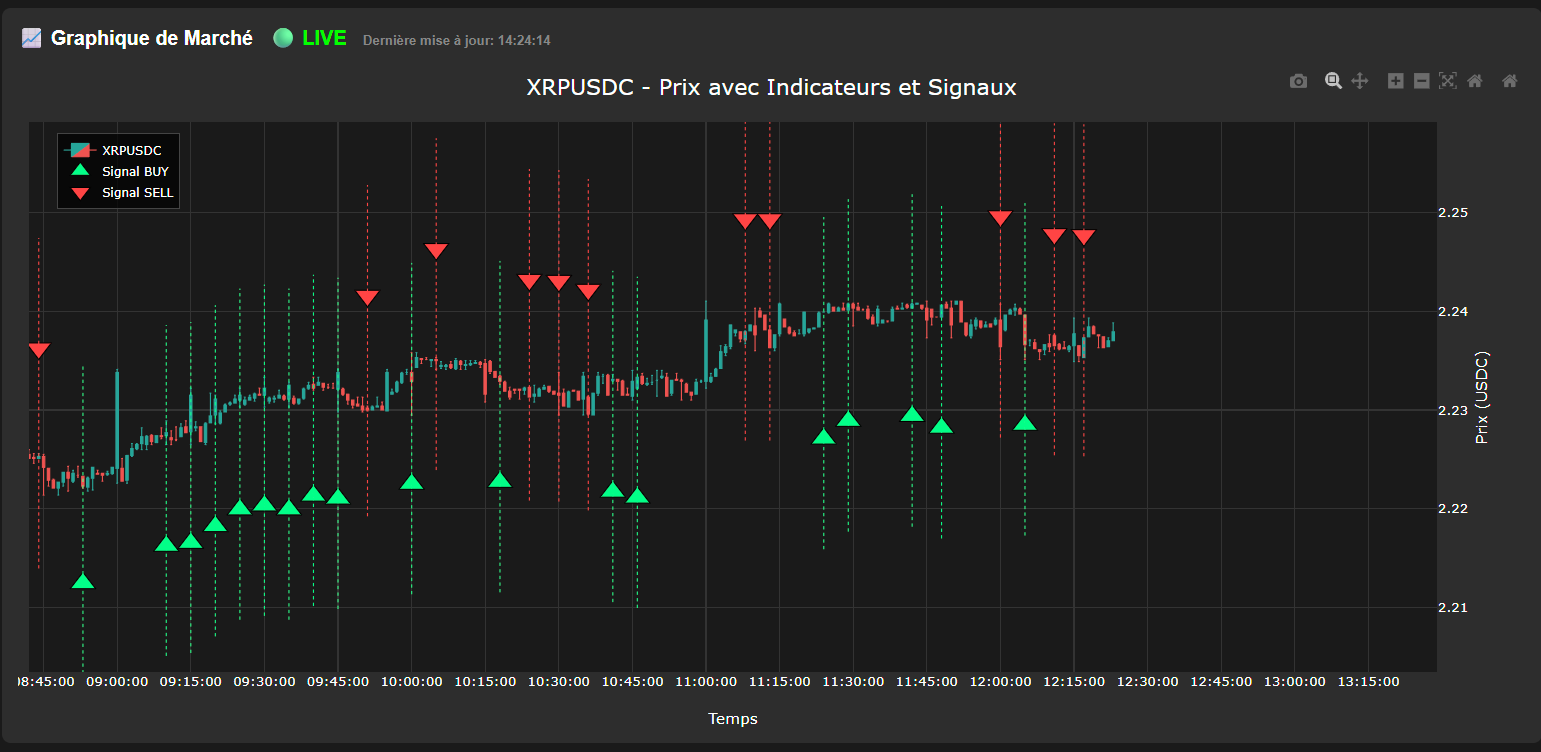 Graphique de Marché LIVE Dernière mise à jour: 14:24:14
XRPUSDC - Prix avec Indicateurs et Signaux
XRPUSDC
Signal BUY
Signal SELL
2.25
2.24
2.23
2.22
2.21
Prix (USDC)
08:45:00 09:00:00 09:15:00 09:30:00 09:45:00 10:00:00 10:15:00 10:30:00 10:45:00 11:00:00 11:15:00 11:30:00 11:45:00 12:00:00 12:15:00 12:30:00 12:45:00 13:00:00 13:15:00
Temps